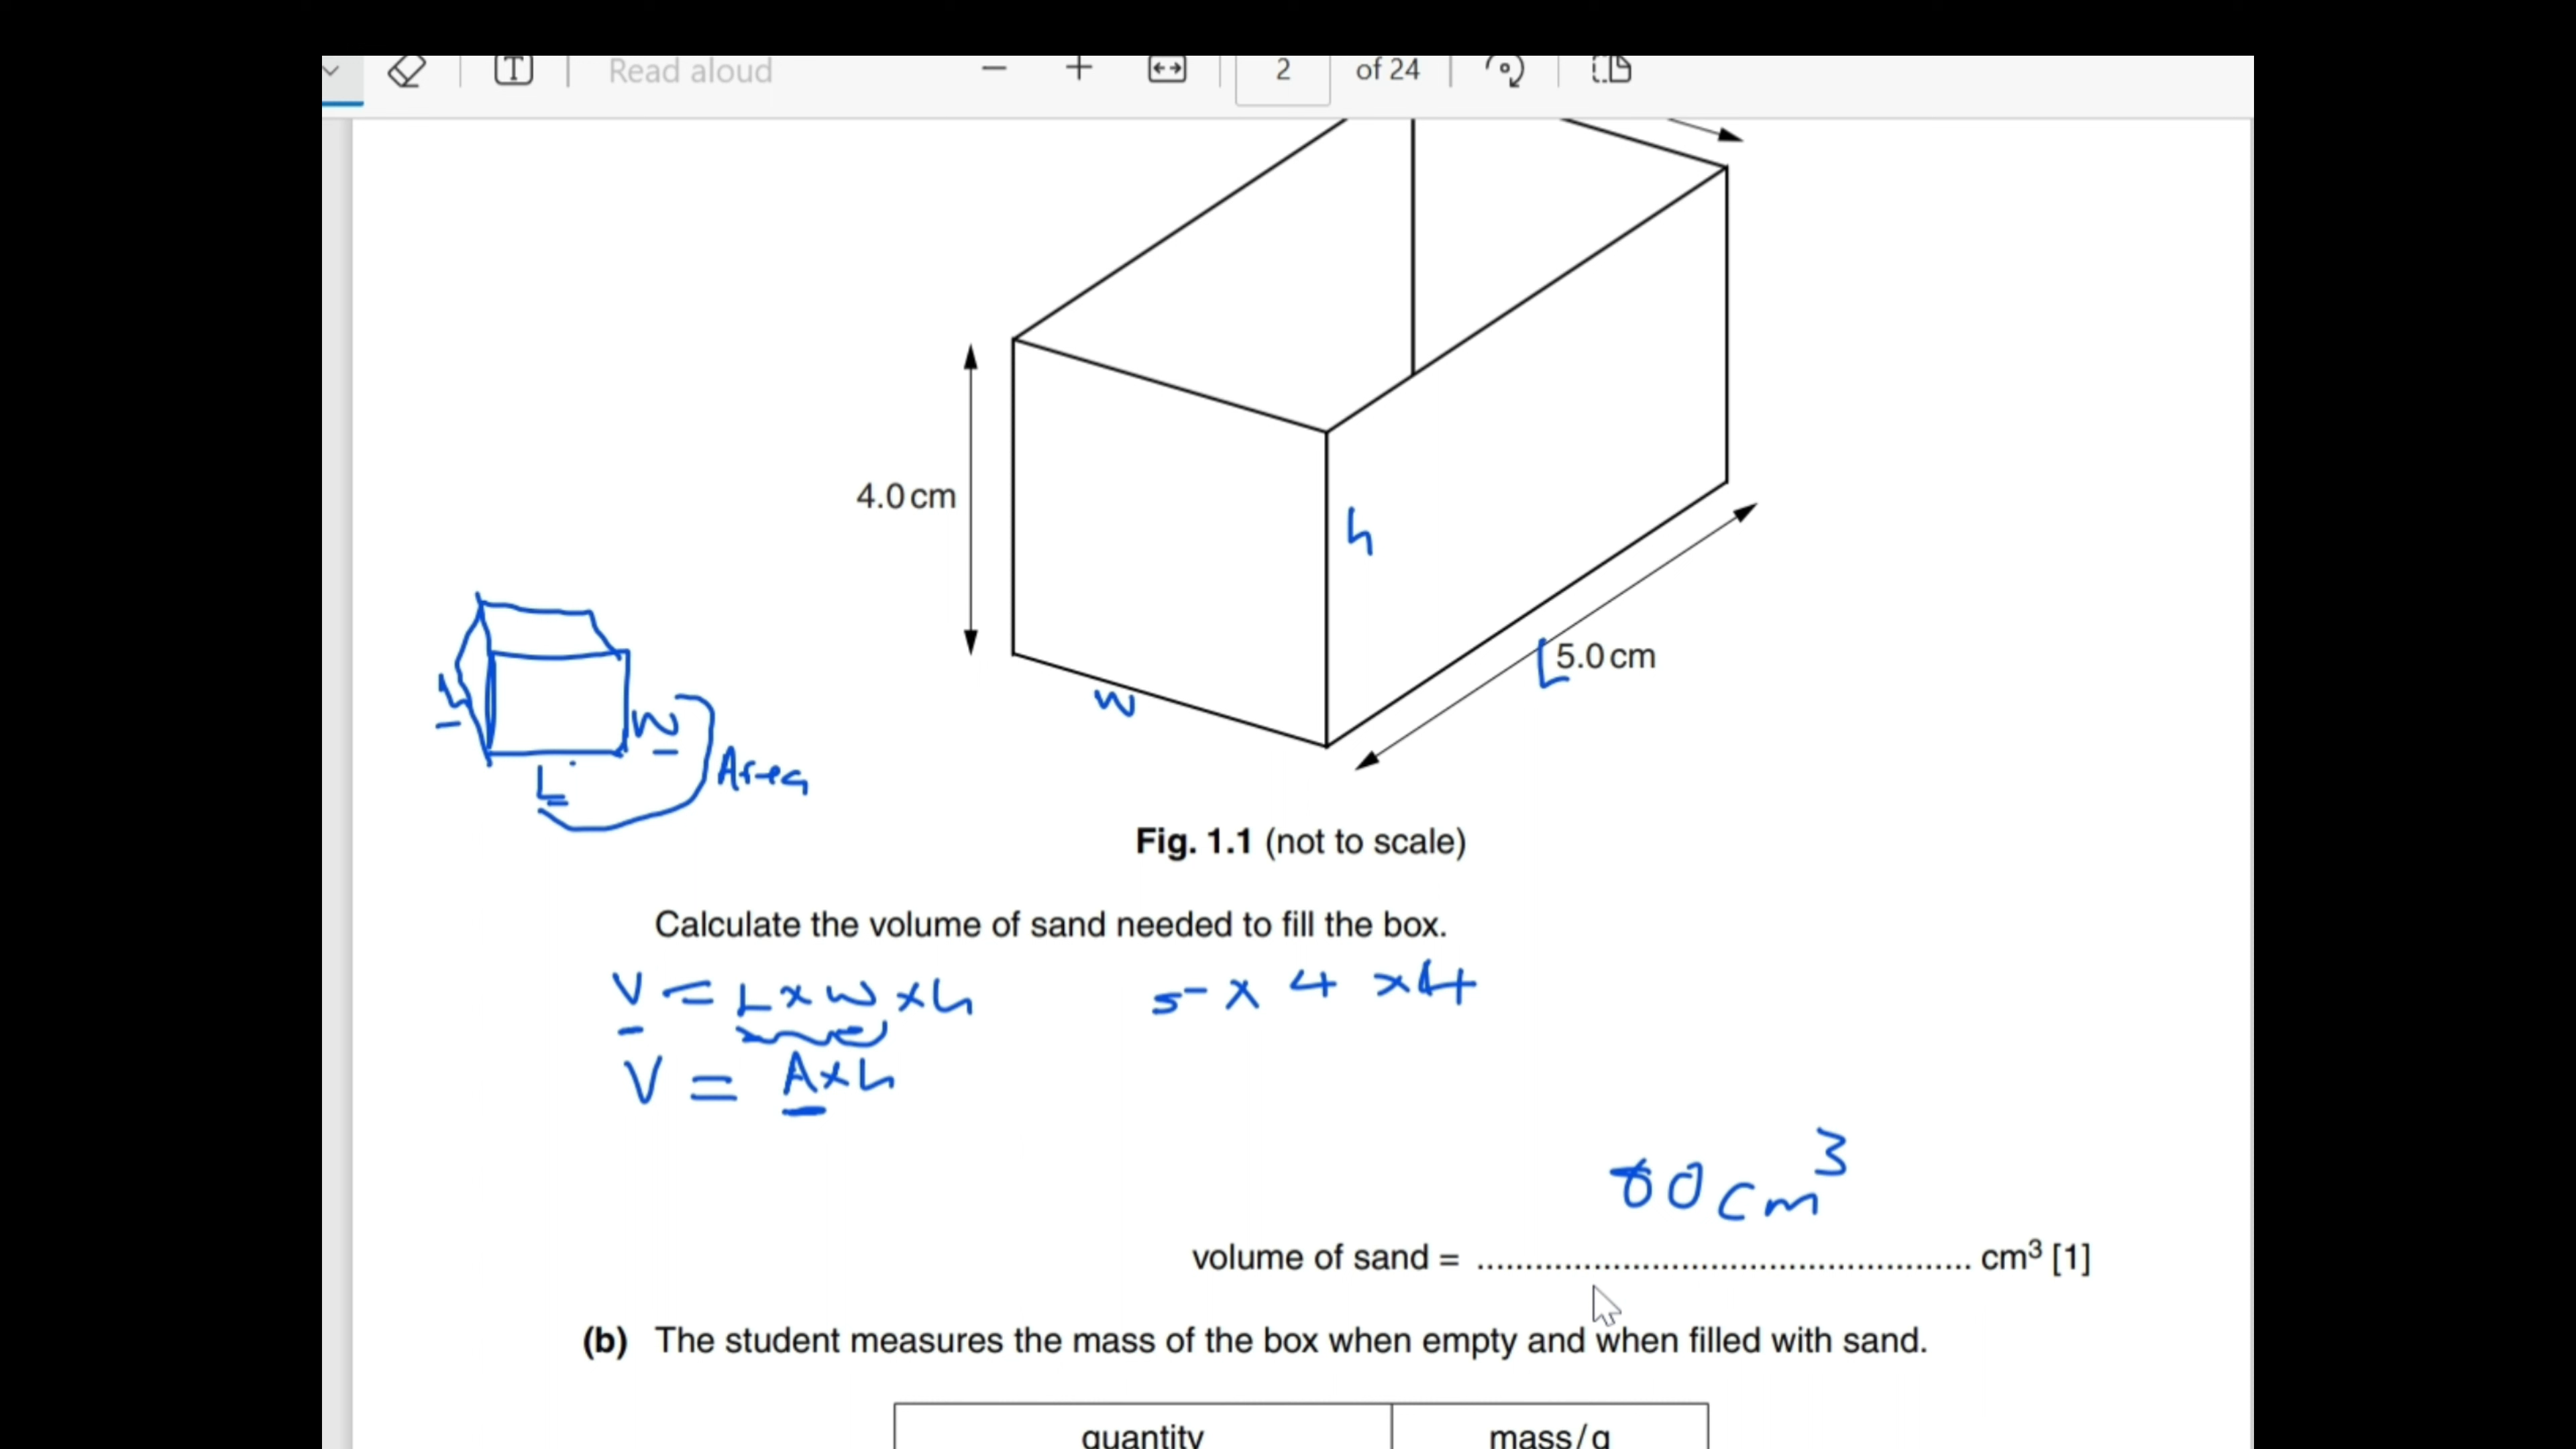 Read aloud
2 of 24
4.0 cm
h
5.0 cm
L
w
h
w
L
Area
Fig. 1.1 (not to scale)
Calculate the volume of sand needed to fill the box.
V = L x w x h
5 x 4 x 4
V = A x h
80 cm³
volume of sand = .................................................. cm³ [1]
(b) The student measures the mass of the box when empty and when filled with sand.
quantity
mass/g